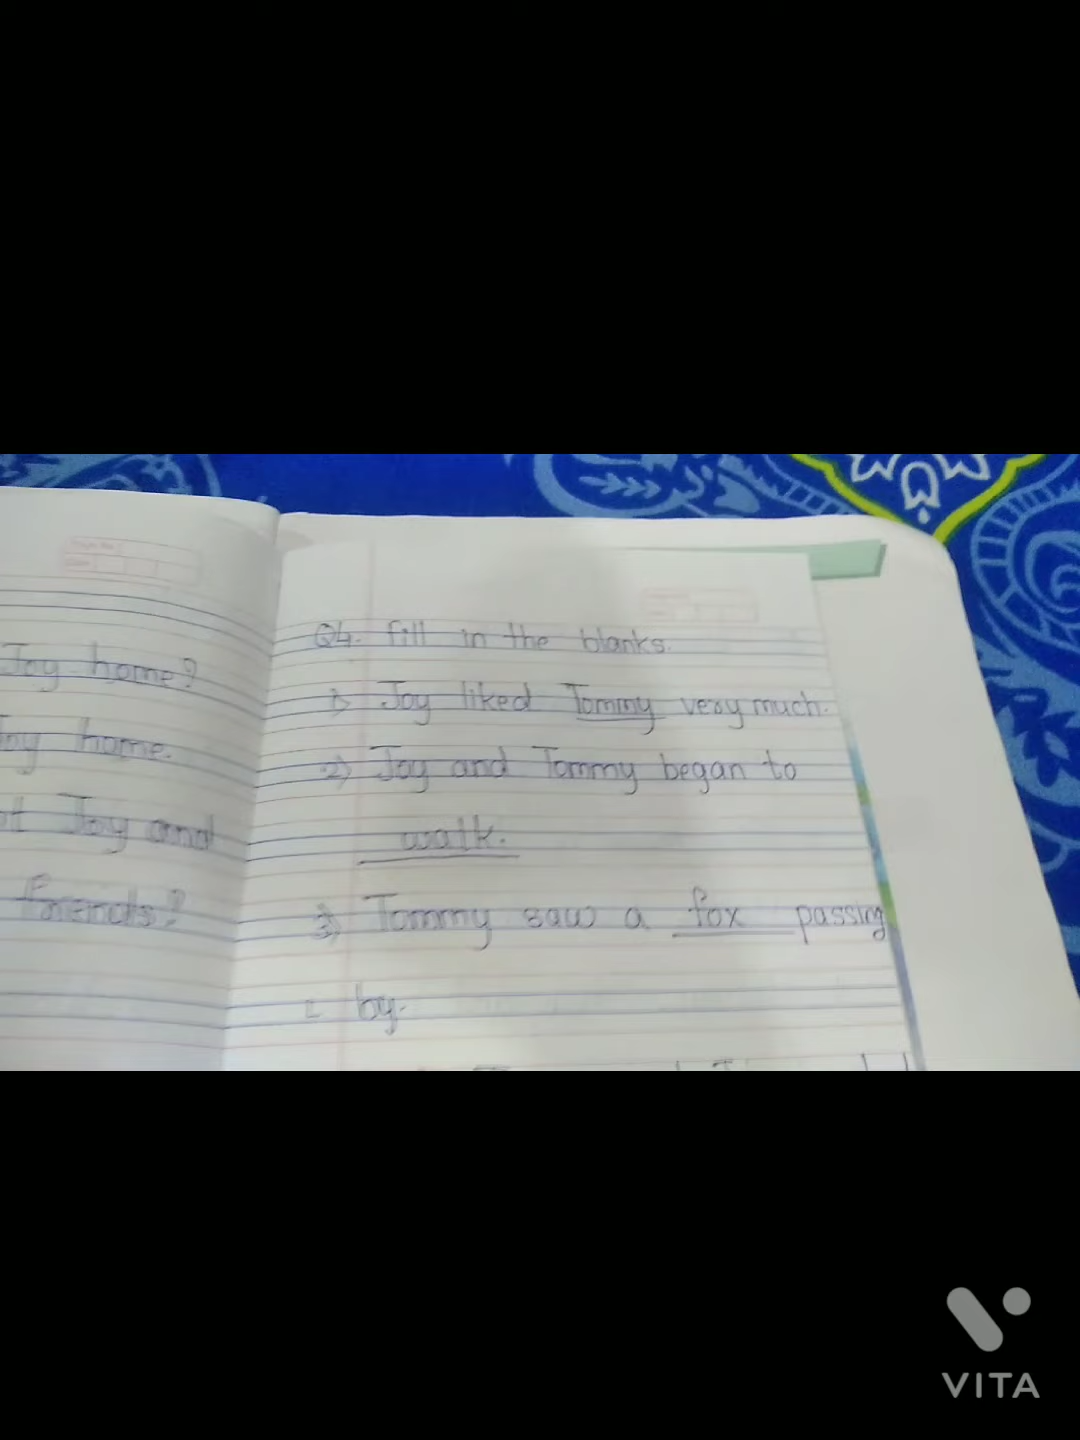 Joy home?
Joy home.
Joy and
friends?
Q4. Fill in the blanks.
1) Joy liked Tommy very much.
2) Joy and Tommy began to
walk.
3) Tommy saw a fox passing
by.
VITA